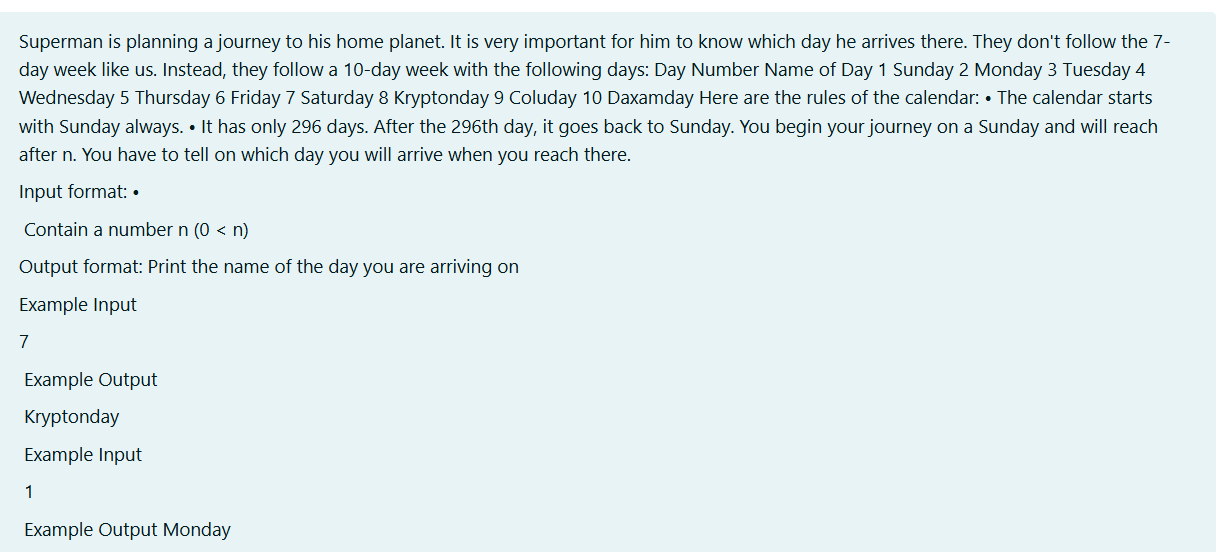 Superman is planning a journey to his home planet. It is very important for him to know which day he arrives there. They don't follow the 7-
day week like us. Instead, they follow a 10-day week with the following days: Day Number Name of Day 1 Sunday 2 Monday 3 Tuesday 4
Wednesday 5 Thursday 6 Friday 7 Saturday 8 Kryptonday 9 Coluday 10 Daxamday Here are the rules of the calendar: • The calendar starts
with Sunday always. • It has only 296 days. After the 296th day, it goes back to Sunday. You begin your journey on a Sunday and will reach
after n. You have to tell on which day you will arrive when you reach there.
Input format: •
Contain a number n (0 < n)
Output format: Print the name of the day you are arriving on
Example Input
7
Example Output
Kryptonday
Example Input
1
Example Output Monday